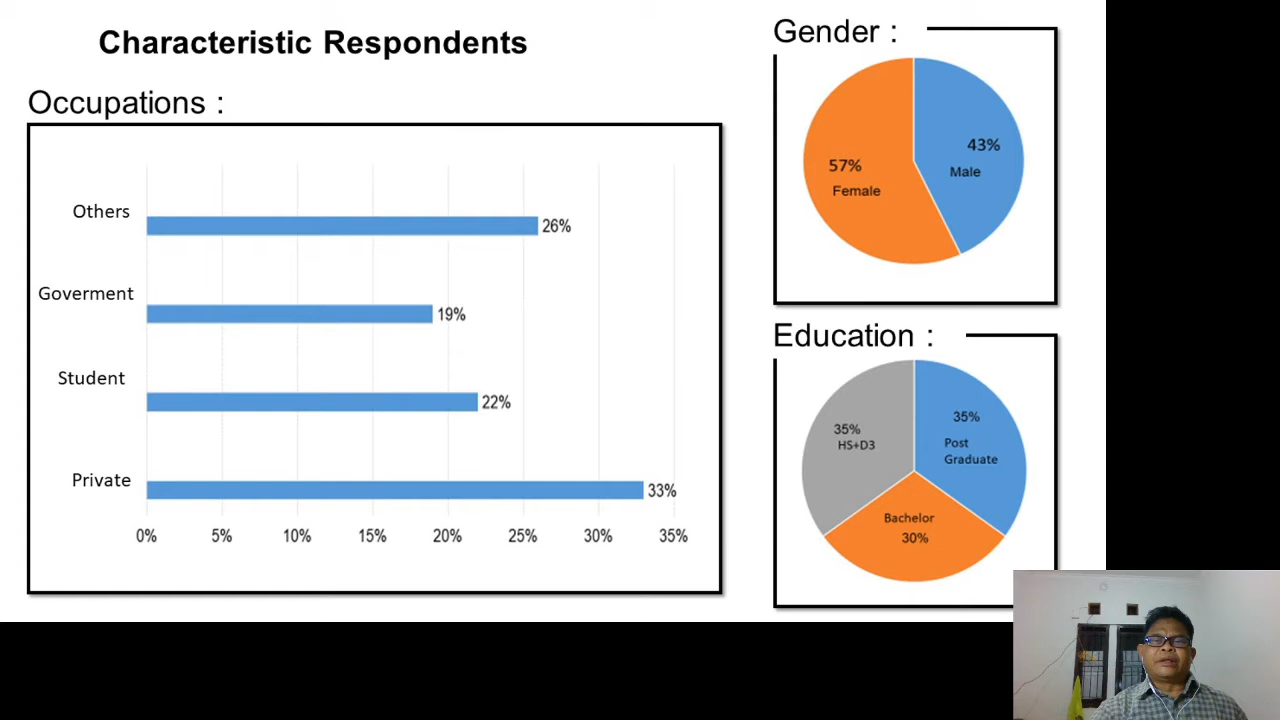 Characteristic Respondents
Occupations :
Others
26%
Goverment
19%
Student
22%
Private
33%
0% 5% 10% 15% 20% 25% 30% 35%
Gender :
43%
Male
57%
Female
Education :
35%
Post
Graduate
35%
HS+D3
Bachelor
30%